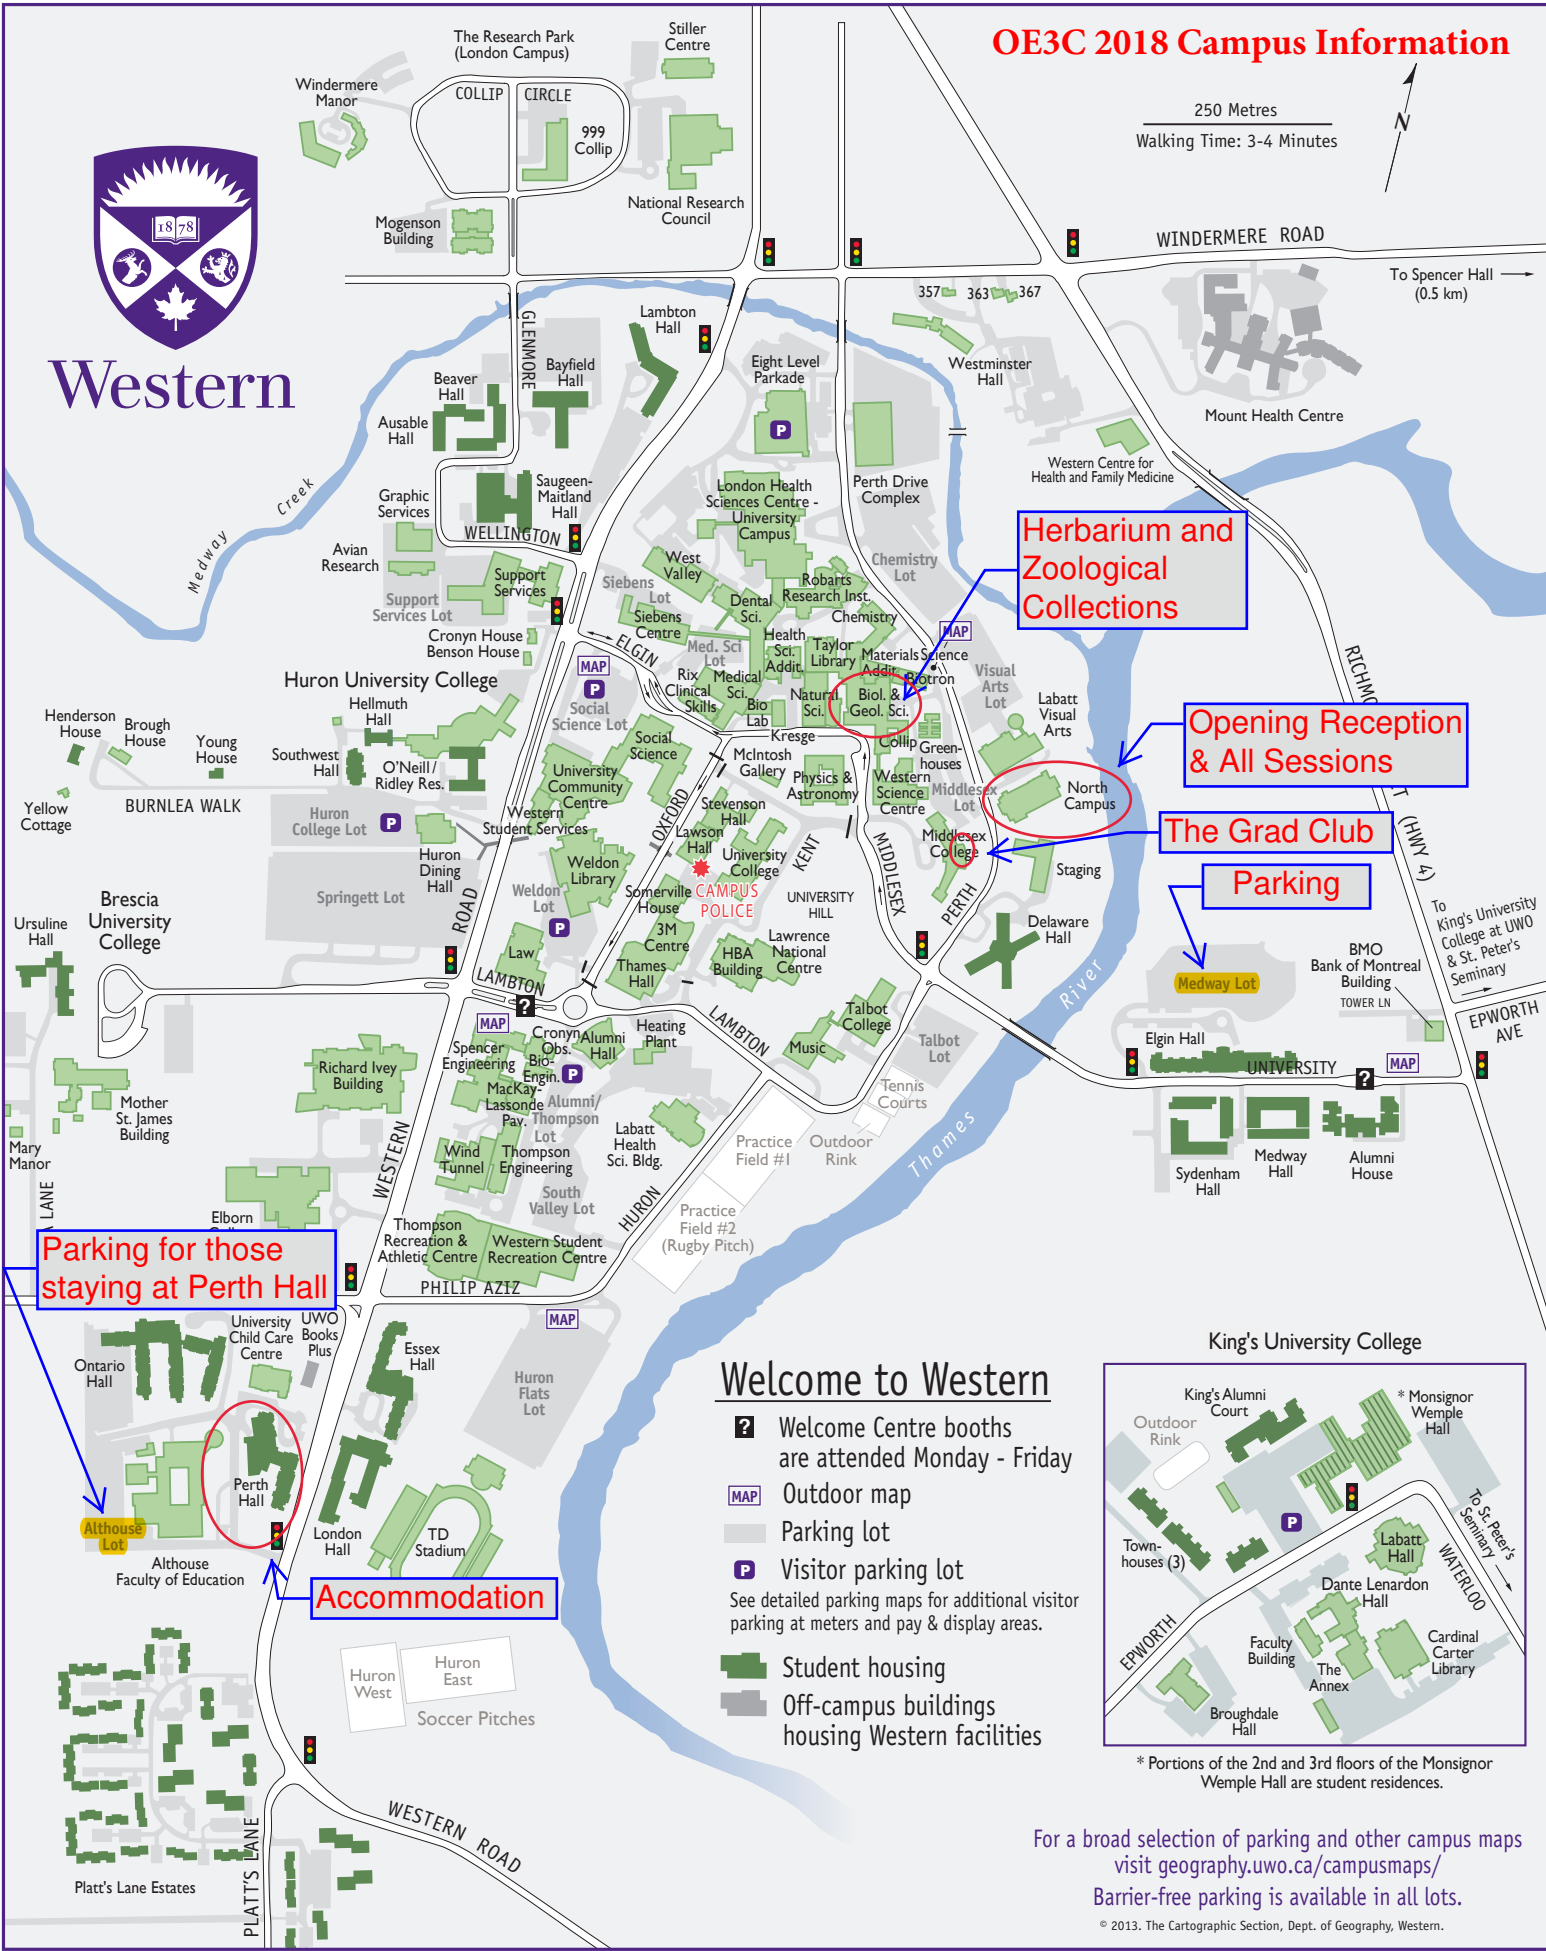 OE3C 2018 Campus Information
250 Metres
Walking Time: 3-4 Minutes
N
The Research Park
(London Campus)
Stiller
Centre
Windermere
Manor
COLLIP
CIRCLE
999
Collip
National Research
Council
Mogenson
Building
1878
Western
WINDERMERE ROAD
To Spencer Hall
(0.5 km)
357
363
367
GLENMORE
Lambton
Hall
Bayfield
Hall
Beaver
Hall
Ausable
Hall
Eight Level
Parkade
P
Westminster
Hall
Mount Health Centre
Western Centre for
Health and Family Medicine
Medway
Creek
Graphic
Services
Saugeen-
Maitland
Hall
WELLINGTON
London Health
Sciences Centre -
University
Campus
Perth Drive
Complex
Herbarium and
Zoological
Collections
Avian
Research
Support
Services
Support
Services Lot
Siebens
Lot
West
Valley
Robarts
Research Inst.
Chemistry
Lot
Dental
Sci.
Chemistry
Siebens
Centre
Cronyn House
Benson House
ELGIN
MAP
MAP
Med. Sci
Lot
Health
Sci.
Addit.
Taylor
Library
Materials Science
Addit.
Biotron
Visual
Arts
Lot
Huron University College
P
Social
Science Lot
Rix
Clinical
Skills
Medical
Sci.
Bio
Lab
Natural
Sci.
Biol. &
Geol. Sci.
Labatt
Visual
Arts
RICHMO
T (HWY 4)
Opening Reception
& All Sessions
Henderson
House
Brough
House
Young
House
Hellmuth
Hall
Southwest
Hall
O'Neill/
Ridley Res.
Social
Science
Kresge
Collip
Green-
houses
McIntosh
Gallery
Yellow
Cottage
BURNLEA WALK
Huron
College Lot
P
University
Community
Centre
Western
Student Services
OXFORD
Physics &
Astronomy
Western
Science
Centre
Middlesex
Lot
North
Campus
Stevenson
Hall
Lawson
Hall
University
College
KENT
MIDDLESEX
Middlesex
College
The Grad Club
Huron
Dining
Hall
Weldon
Library
Staging
Parking
Springett Lot
ROAD
Weldon
Lot
P
Somerville
House
CAMPUS
POLICE
UNIVERSITY
HILL
PERTH
To
King's University
College at UWO
& St. Peter's
Seminary
Brescia
University
College
Ursuline
Hall
Law
3M
Centre
Thames
Hall
HBA
Building
Lawrence
National
Centre
Delaware
Hall
Medway Lot
BMO
Bank of Montreal
Building
TOWER LN
EPWORTH
AVE
LAMBTON
?
MAP
LAMBTON
Talbot
College
Music
Talbot
Lot
River
Elgin Hall
UNIVERSITY
?
MAP
Spencer
Engineering
Cronyn
Obs.
Bio-
Engin.
Alumni
Hall
P
Heating
Plant
Richard Ivey
Building
MacKay-
Lassonde
Pav.
Alumni/
Thompson
Lot
Tennis
Courts
Mother
St. James
Building
Mary
Manor
Wind
Tunnel
Thompson
Engineering
Labatt
Health
Sci. Bldg.
Practice
Field #1
Outdoor
Rink
Thames
Sydenham
Hall
Medway
Hall
Alumni
House
A LANE
WESTERN
South
Valley Lot
HURON
Practice
Field #2
(Rugby Pitch)
Elborn
Parking for those
staying at Perth Hall
Thompson
Recreation &
Athletic Centre
Western Student
Recreation Centre
PHILIP AZIZ
MAP
University
Child Care
Centre
UWO
Books
Plus
Ontario
Hall
Essex
Hall
Huron
Flats
Lot
Perth
Hall
Althouse
Lot
London
Hall
TD
Stadium
Althouse
Faculty of Education
Accommodation
Huron
West
Huron
East
Soccer Pitches
WESTERN ROAD
PLATT'S LANE
Platt's Lane Estates
Welcome to Western
?
Welcome Centre booths
are attended Monday - Friday
MAP
Outdoor map
Parking lot
P
Visitor parking lot
See detailed parking maps for additional visitor
parking at meters and pay & display areas.
Student housing
Off-campus buildings
housing Western facilities
King's University College
King's Alumni
Court
* Monsignor
Wemple
Hall
Outdoor
Rink
P
To St. Peter's
Seminary
Town-
houses (3)
Labatt
Hall
WATERLOO
Dante Lenardon
Hall
EPWORTH
Faculty
Building
The
Annex
Cardinal
Carter
Library
Broughdale
Hall
* Portions of the 2nd and 3rd floors of the Monsignor
Wemple Hall are student residences.
For a broad selection of parking and other campus maps
visit geography.uwo.ca/campusmaps/
Barrier-free parking is available in all lots.
© 2013. The Cartographic Section, Dept. of Geography, Western.